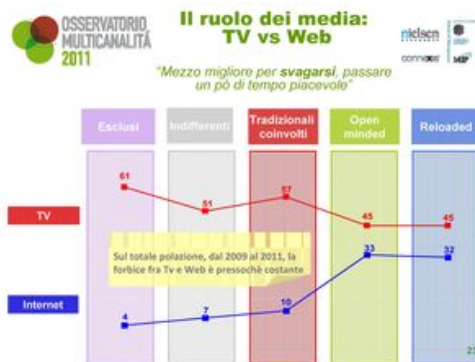 OSSERVATORIO
MULTICANALITÁ
2011
Il ruolo dei media:
TV vs Web
nielsen
connexia
MIP
"Mezzo migliore per svagarsi, passare
un pò di tempo piacevole"
Esclusi
Indifferenti
Tradizionali
coinvolti
Open
minded
Reloaded
TV
61
51
57
45
45
Sul totale polazione, dal 2009 al 2011, la
forbice fra Tv e Web è pressochè costante
Internet
4
7
10
33
32